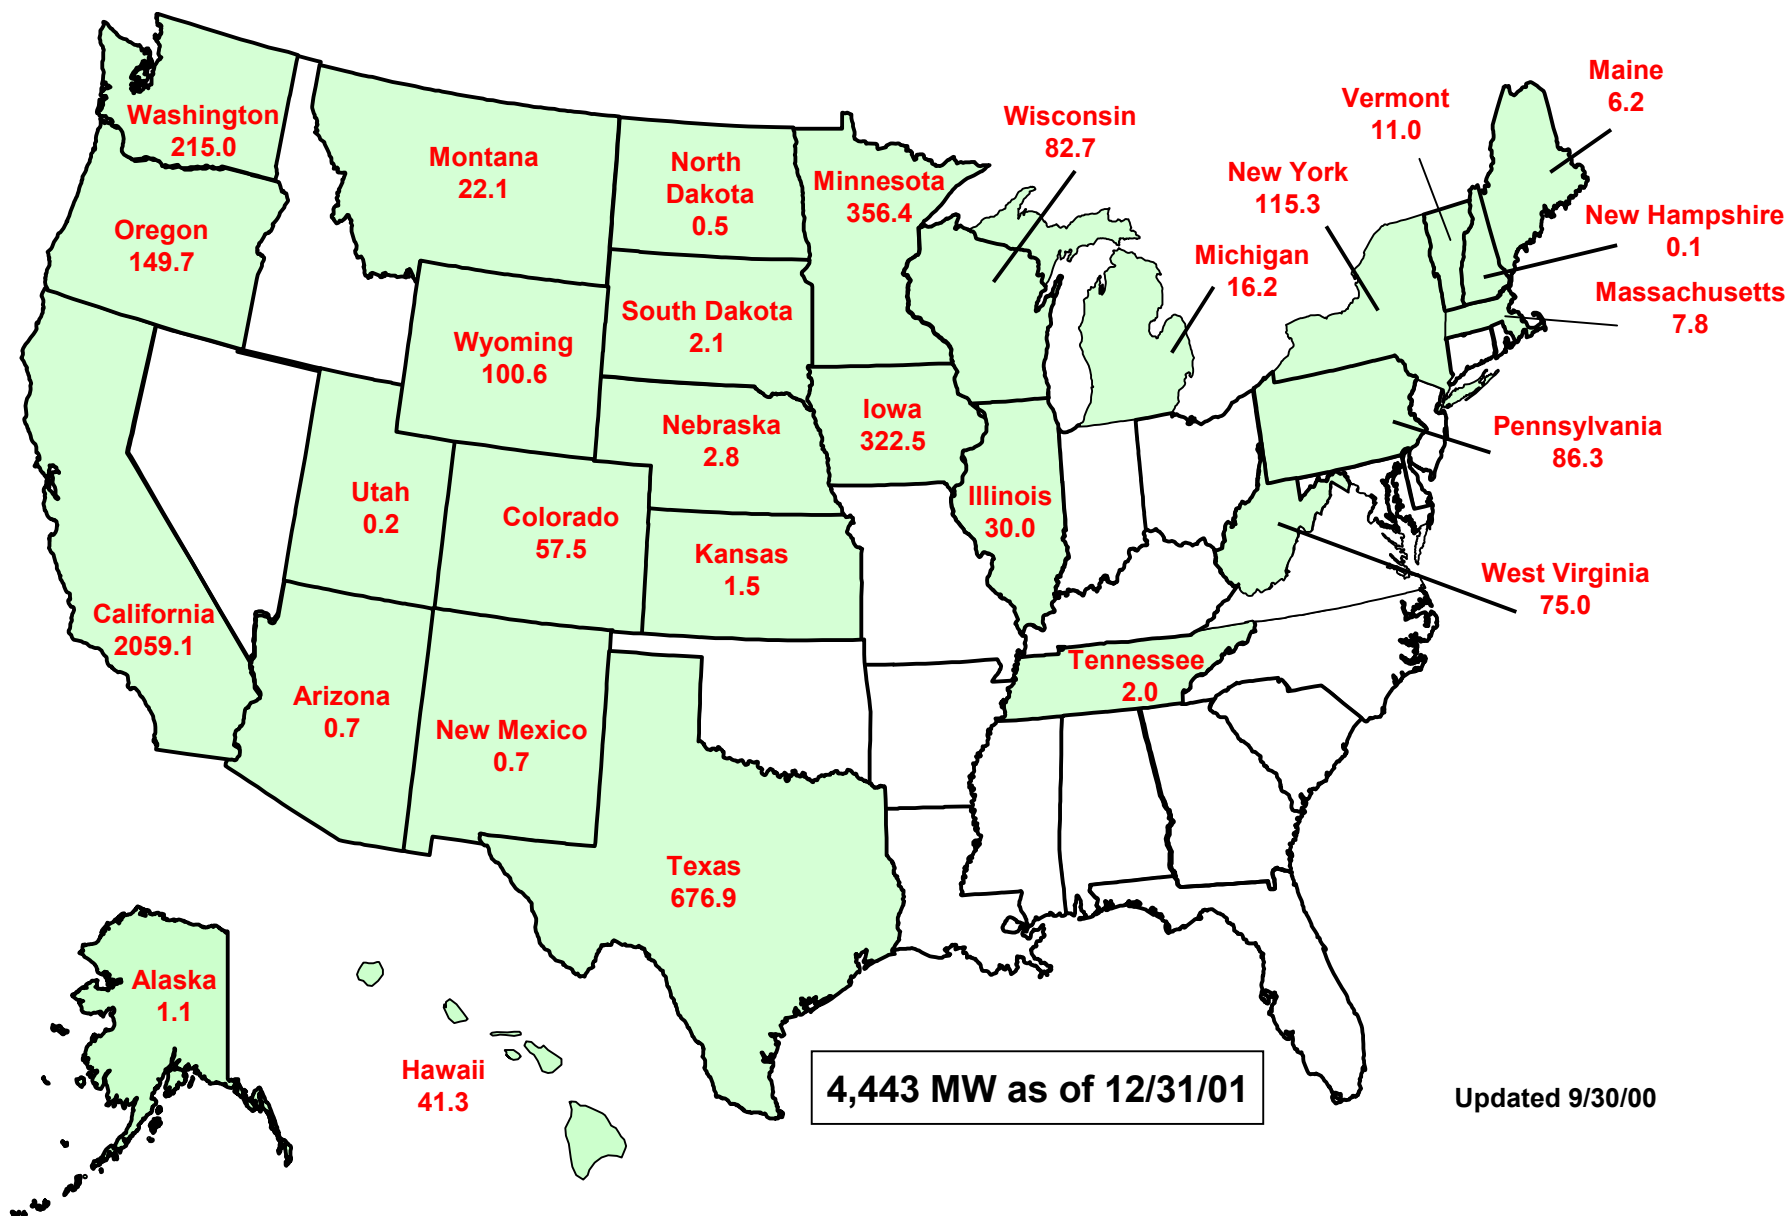 Washington
215.0
Oregon
149.7
California
2059.1
Montana
22.1
Wyoming
100.6
Utah
0.2
Colorado
57.5
Arizona
0.7
New Mexico
0.7
North
Dakota
0.5
South Dakota
2.1
Nebraska
2.8
Kansas
1.5
Texas
676.9
Minnesota
356.4
Iowa
322.5
Wisconsin
82.7
Illinois
30.0
Michigan
16.2
Tennessee
2.0
New York
115.3
Vermont
11.0
Maine
6.2
New Hampshire
0.1
Massachusetts
7.8
Pennsylvania
86.3
West Virginia
75.0
Alaska
1.1
Hawaii
41.3
4,443 MW as of 12/31/01
Updated 9/30/00